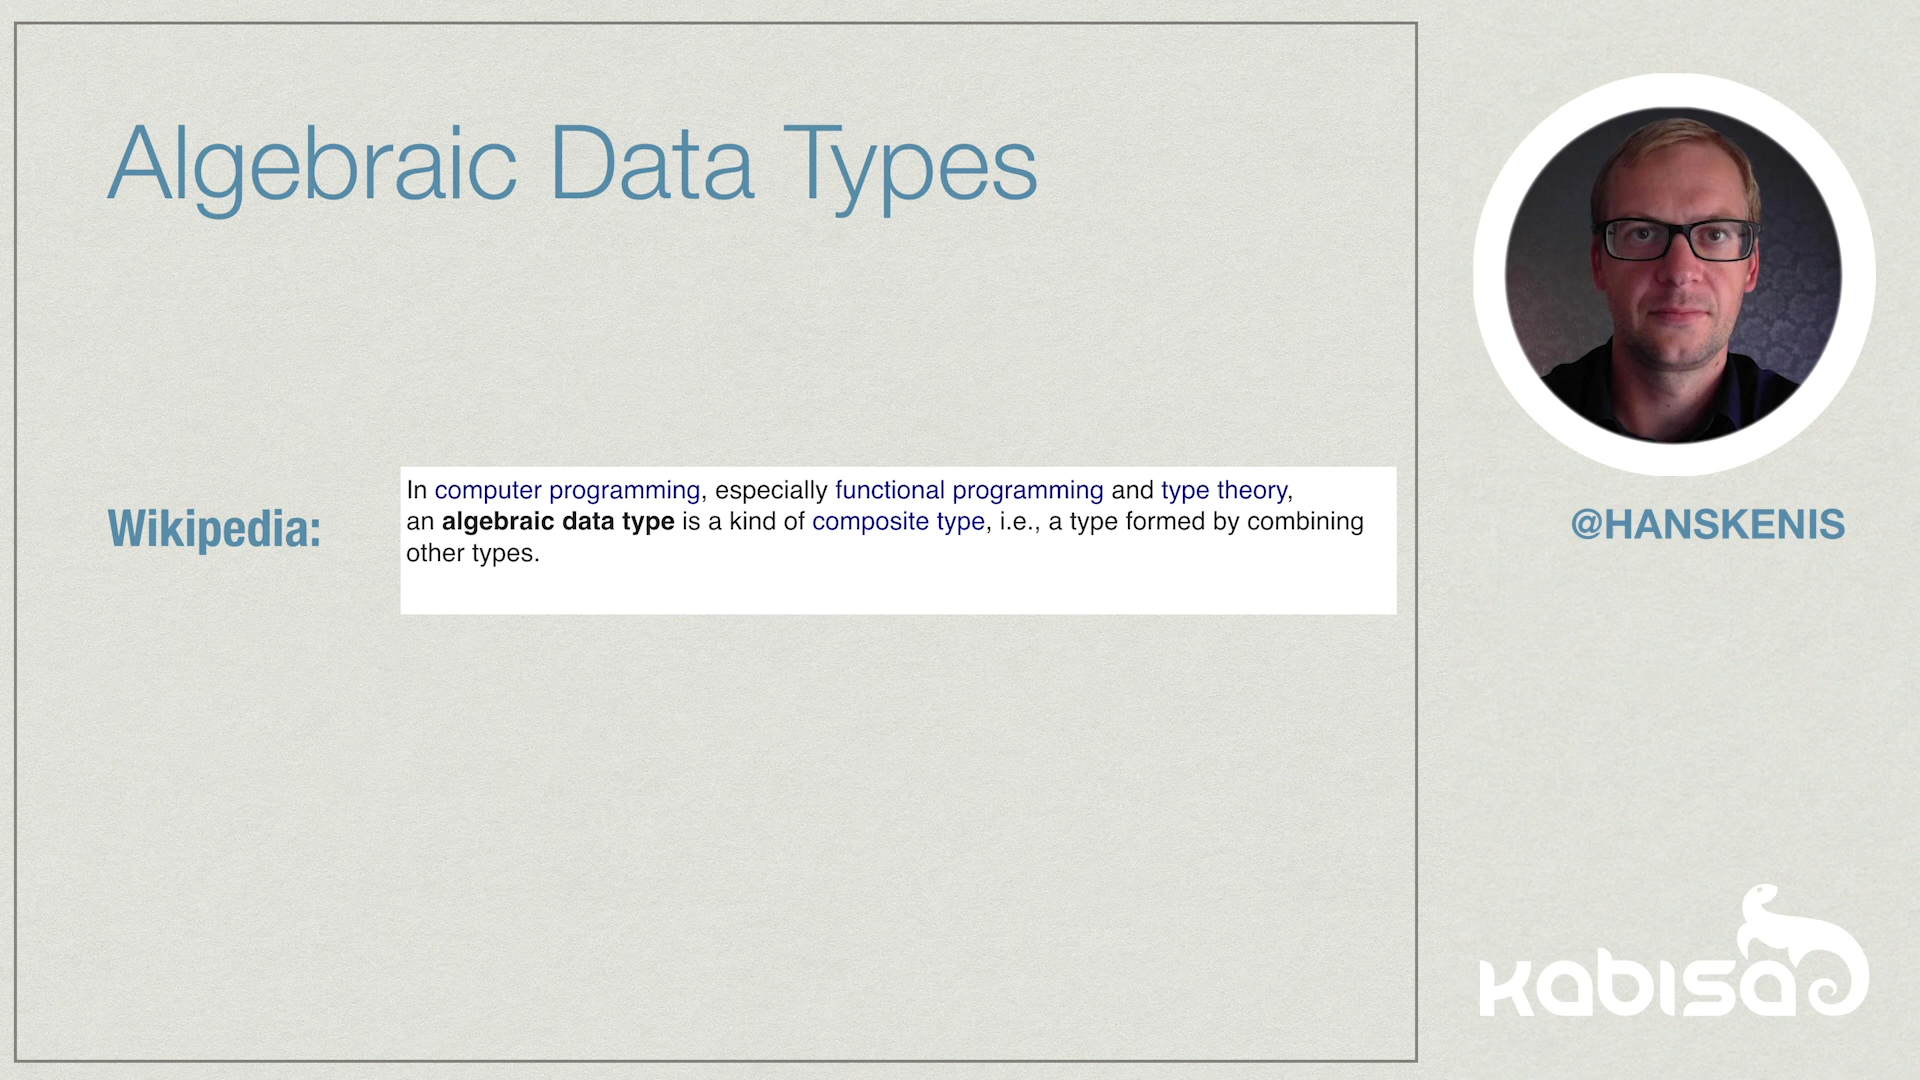 Algebraic Data Types
Wikipedia:
In computer programming, especially functional programming and type theory,
an algebraic data type is a kind of composite type, i.e., a type formed by combining
other types.
@HANSKENIS
kabisa